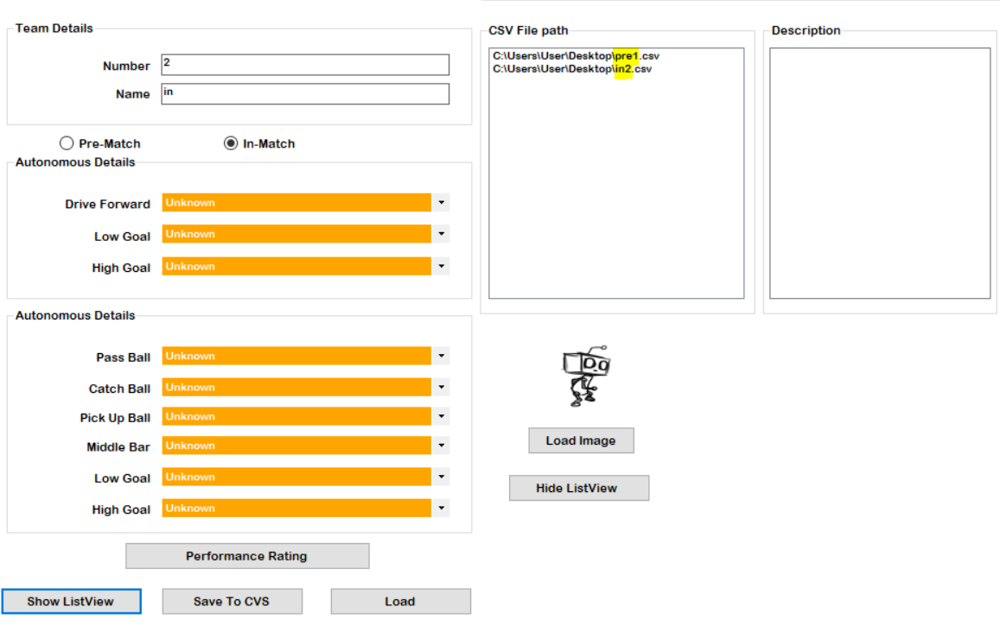 Team Details
Number 2
Name in
Pre-Match In-Match
Autonomous Details
Drive Forward Unknown
Low Goal Unknown
High Goal Unknown
Autonomous Details
Pass Ball Unknown
Catch Ball Unknown
Pick Up Ball Unknown
Middle Bar Unknown
Low Goal Unknown
High Goal Unknown
Performance Rating
Show ListView Save To CVS Load
CSV File path
C:\Users\User\Desktop\pre1.csv
C:\Users\User\Desktop\in2.csv
Description
Load Image
Hide ListView